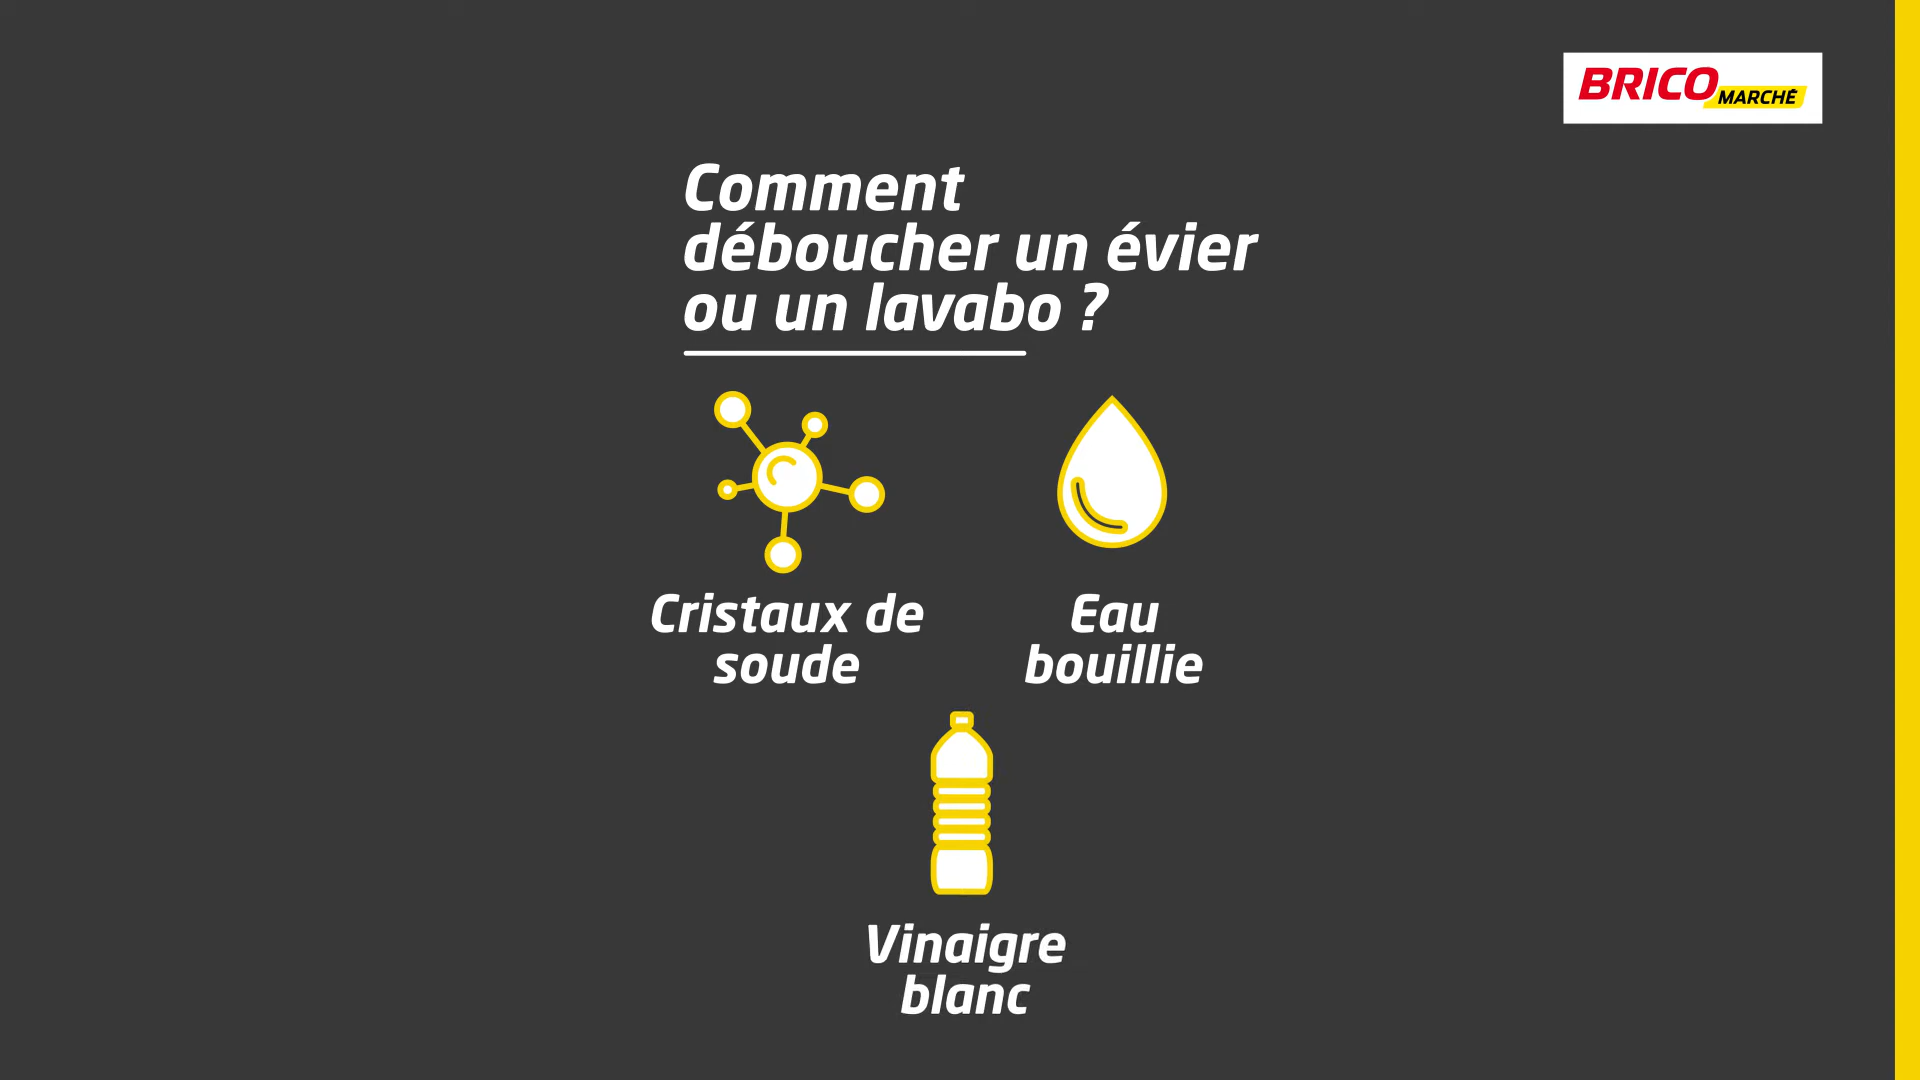 BRICO
MARCHÉ
Comment
déboucher un évier
ou un lavabo ?
Cristaux de
soude
Eau
bouillie
Vinaigre
blanc